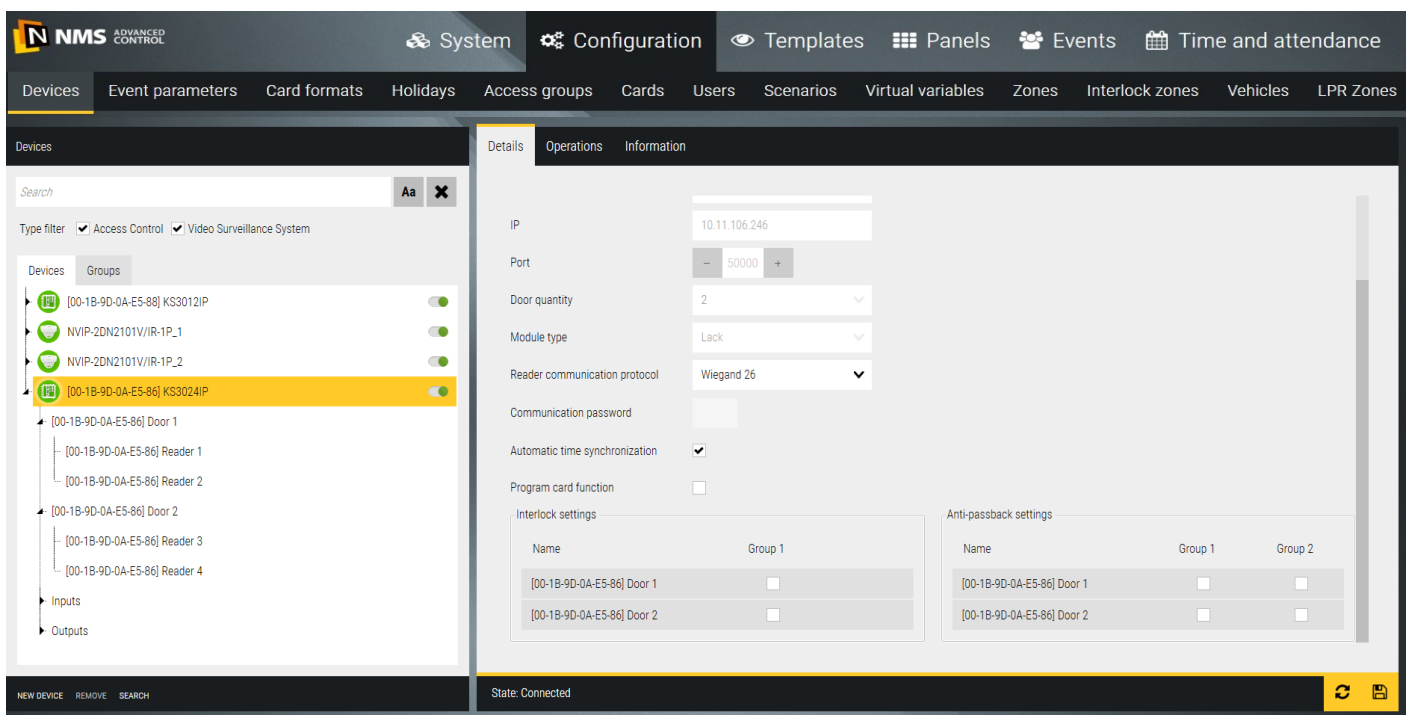 N NMS ADVANCED CONTROL
System Configuration Templates Panels Events Time and attendance
Devices Event parameters Card formats Holidays Access groups Cards Users Scenarios Virtual variables Zones Interlock zones Vehicles LPR Zones
Devices
Search Aa
Type filter Access Control Video Surveillance System
Devices Groups
[00-1B-9D-0A-E5-88] KS3012IP
NVIP-2DN2101V/IR-1P_1
NVIP-2DN2101V/IR-1P_2
[00-1B-9D-0A-E5-86] KS3024IP
[00-1B-9D-0A-E5-86] Door 1
[00-1B-9D-0A-E5-86] Reader 1
[00-1B-9D-0A-E5-86] Reader 2
[00-1B-9D-0A-E5-86] Door 2
[00-1B-9D-0A-E5-86] Reader 3
[00-1B-9D-0A-E5-86] Reader 4
Inputs
Outputs
NEW DEVICE REMOVE SEARCH
Details Operations Information
IP 10.11.106.246
Port − 50000 +
Door quantity 2
Module type Lack
Reader communication protocol Wiegand 26
Communication password
Automatic time synchronization
Program card function
Interlock settings
Name Group 1
[00-1B-9D-0A-E5-86] Door 1
[00-1B-9D-0A-E5-86] Door 2
Anti-passback settings
Name Group 1 Group 2
[00-1B-9D-0A-E5-86] Door 1
[00-1B-9D-0A-E5-86] Door 2
State: Connected